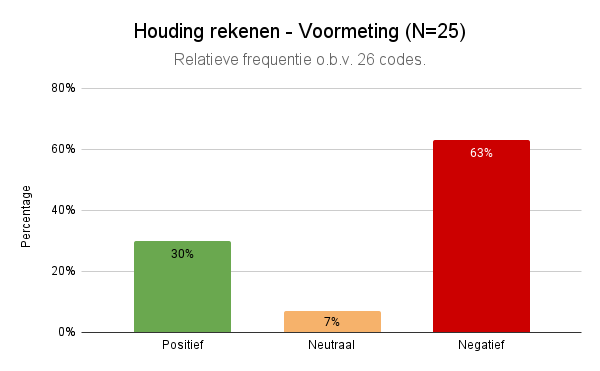 Houding rekenen - Voormeting (N=25)
Relatieve frequentie o.b.v. 26 codes.
Percentage
80%
60%
40%
20%
0%
30%
7%
63%
Positief
Neutraal
Negatief